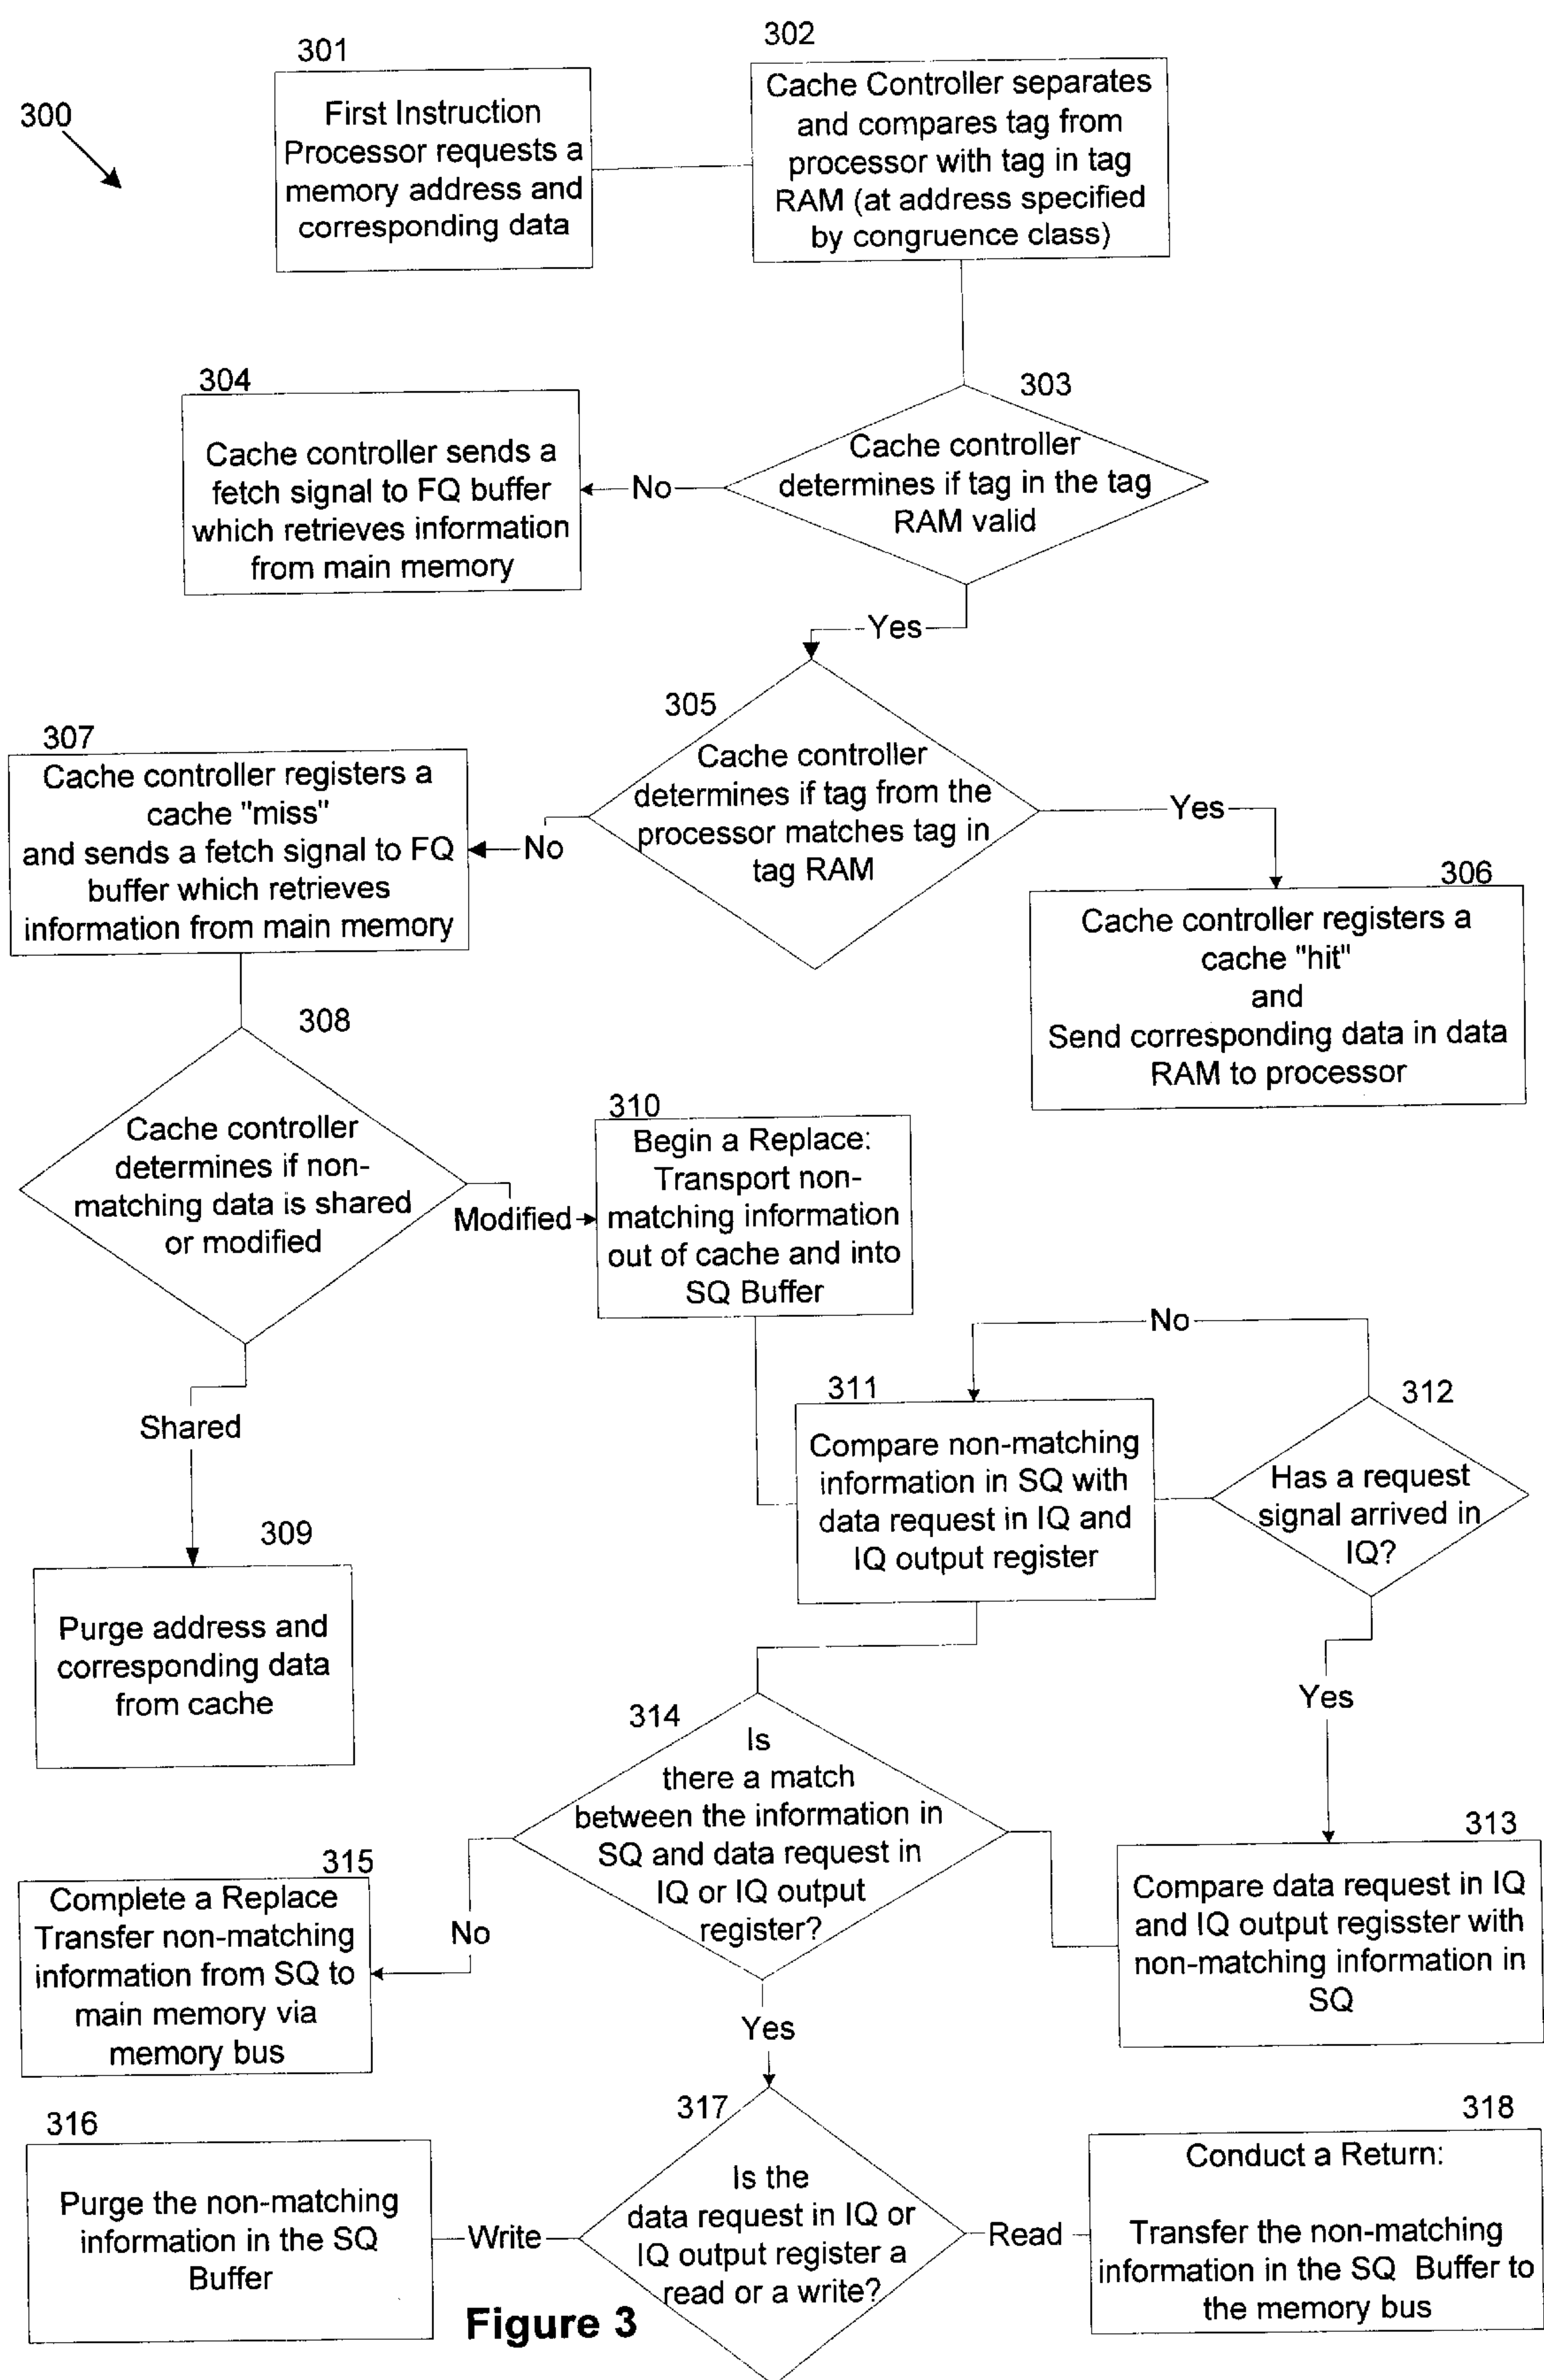 300
301
First Instruction
Processor requests a
memory address and
corresponding data
302
Cache Controller separates
and compares tag from
processor with tag in tag
RAM (at address specified
by congruence class)
303
Cache controller
determines if tag in the tag
RAM valid
No
304
Cache controller sends a
fetch signal to FQ buffer
which retrieves information
from main memory
Yes
305
Cache controller
determines if tag from the
processor matches tag in
tag RAM
Yes
306
Cache controller registers a
cache "hit"
and
Send corresponding data in data
RAM to processor
No
307
Cache controller registers a
cache "miss"
and sends a fetch signal to FQ
buffer which retrieves
information from main memory
308
Cache controller
determines if non-
matching data is shared
or modified
Shared
309
Purge address and
corresponding data
from cache
Modified
310
Begin a Replace:
Transport non-
matching information
out of cache and into
SQ Buffer
311
Compare non-matching
information in SQ with
data request in IQ and
IQ output register
No
312
Has a request
signal arrived in
IQ?
Yes
313
Compare data request in IQ
and IQ output regisster with
non-matching information in
SQ
314
Is
there a match
between the information in
SQ and data request in
IQ or IQ output
register?
No
315
Complete a Replace
Transfer non-matching
information from SQ to
main memory via
memory bus
Yes
317
Is the
data request in IQ or
IQ output register a
read or a write?
Write
316
Purge the non-matching
information in the SQ
Buffer
Read
318
Conduct a Return:
Transfer the non-matching
information in the SQ Buffer to
the memory bus
Figure 3